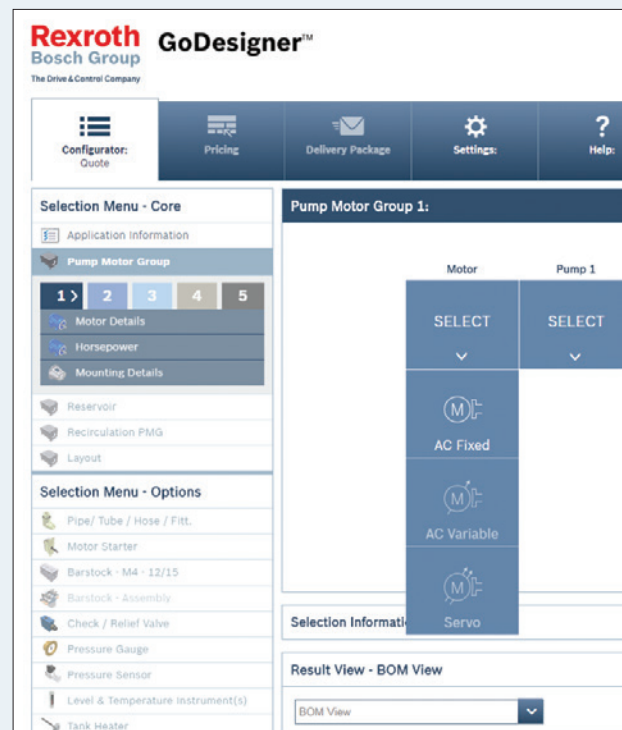 Rexroth
Bosch Group
The Drive & Control Company
GoDesigner™
Configurator:
Quote
Pricing
Delivery Package
Settings:
Help:
Selection Menu - Core
Application Information
Pump Motor Group
1 2 3 4 5
Motor Details
Horsepower
Mounting Details
Reservoir
Recirculation PMG
Layout
Selection Menu - Options
Pipe/ Tube / Hose / Fitt.
Motor Starter
Barstock - M4 - 12/15
Barstock - Assembly
Check / Relief Valve
Pressure Gauge
Pressure Sensor
Level & Temperature Instrument(s)
Tank Heater
Pump Motor Group 1:
Motor
Pump 1
SELECT
SELECT
M
AC Fixed
M
AC Variable
M
Servo
Selection Informati
Result View - BOM View
BOM View